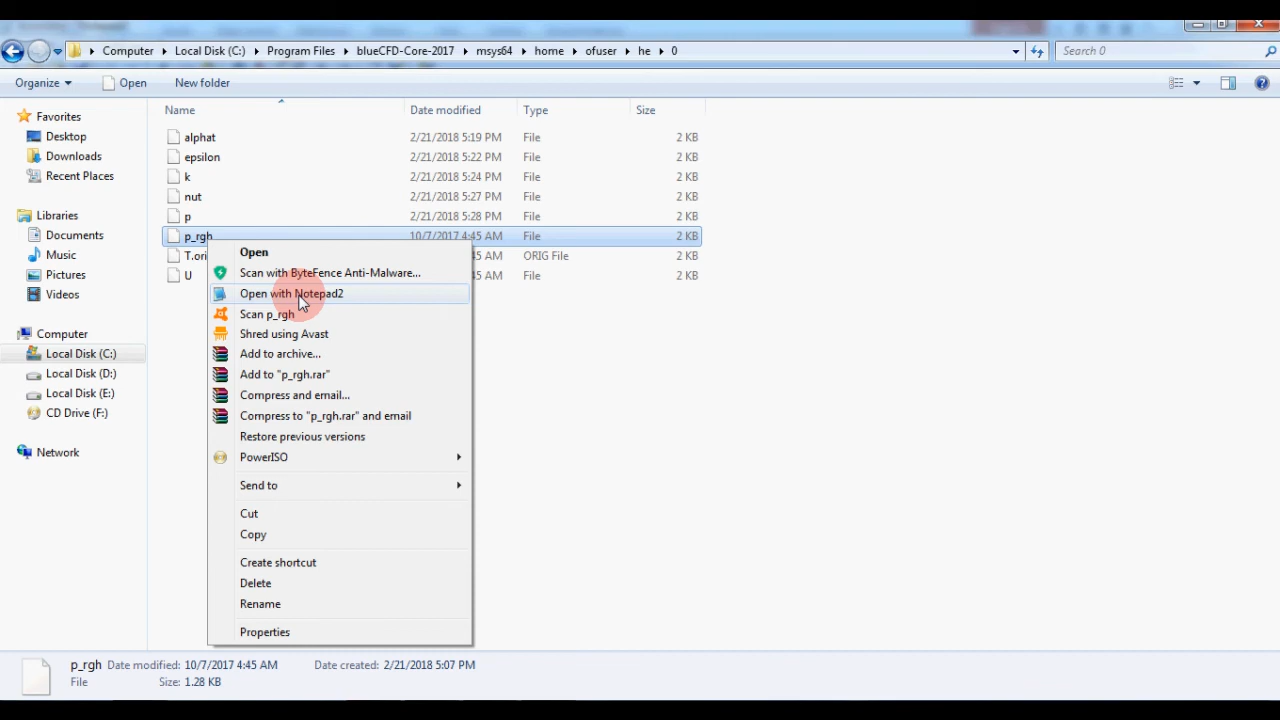 Computer ▸ Local Disk (C:) ▸ Program Files ▸ blueCFD-Core-2017 ▸ msys64 ▸ home ▸ ofuser ▸ he ▸ 0
Search 0
Organize Open New folder
Name Date modified Type Size
Favorites
Desktop
Downloads
Recent Places
Libraries
Documents
Music
Pictures
Videos
Computer
Local Disk (C:)
Local Disk (D:)
Local Disk (E:)
CD Drive (F:)
Network
alphat 2/21/2018 5:19 PM File 2 KB
epsilon 2/21/2018 5:22 PM File 2 KB
k 2/21/2018 5:24 PM File 2 KB
nut 2/21/2018 5:27 PM File 2 KB
p 2/21/2018 5:28 PM File 2 KB
p_rgh 10/7/2017 4:45 AM File 2 KB
T.ori :45 AM ORIG File 2 KB
U :45 AM File 2 KB
Open
Scan with ByteFence Anti-Malware...
Open with Notepad2
Scan p_rgh
Shred using Avast
Add to archive...
Add to "p_rgh.rar"
Compress and email...
Compress to "p_rgh.rar" and email
Restore previous versions
PowerISO
Send to
Cut
Copy
Create shortcut
Delete
Rename
Properties
p_rgh Date modified: 10/7/2017 4:45 AM Date created: 2/21/2018 5:07 PM
File Size: 1.28 KB